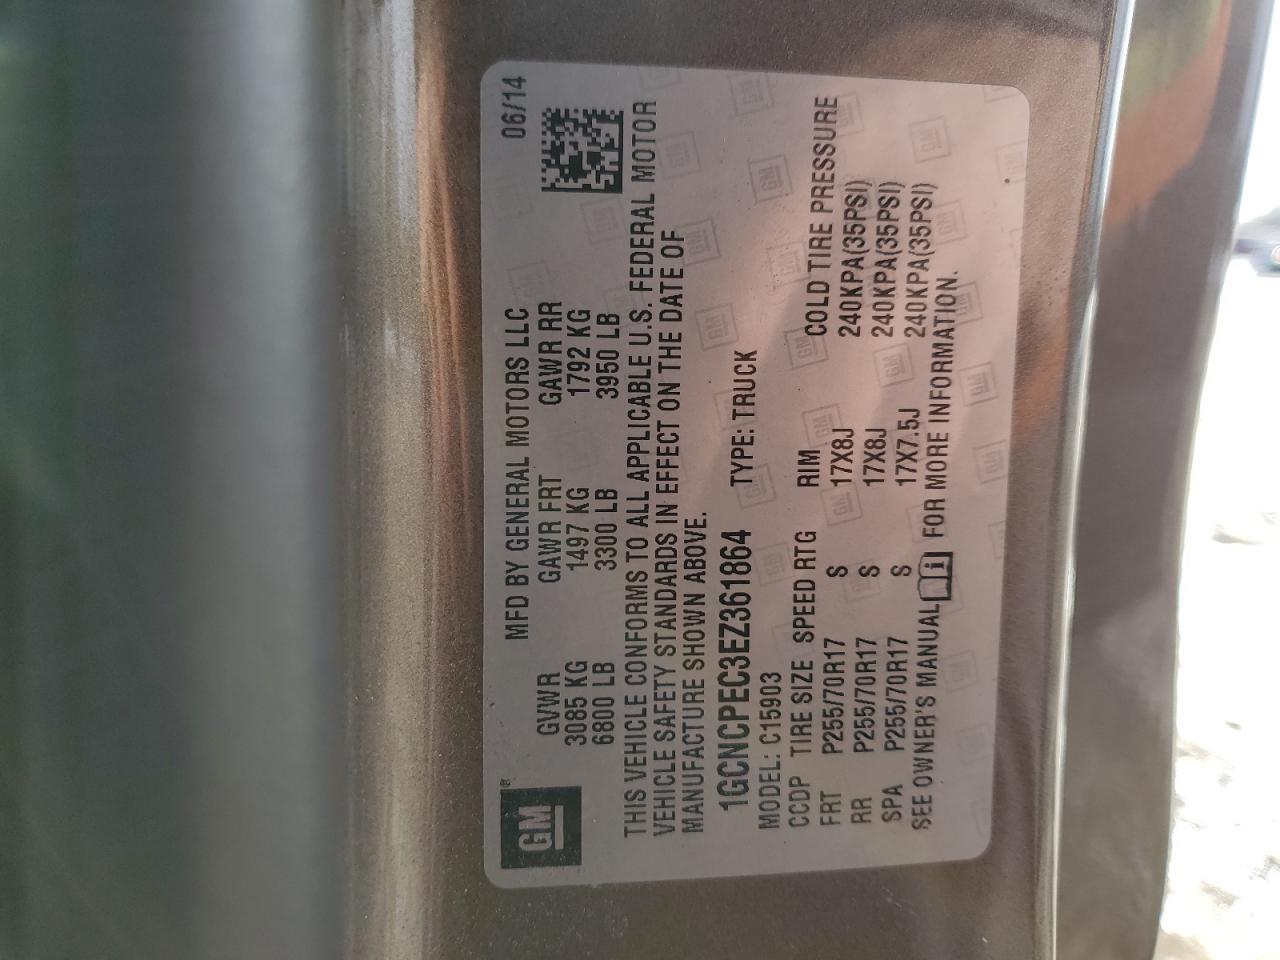 GM ®
MFD BY GENERAL MOTORS LLC 06/14
GVWR GAWR FRT GAWR RR
3085 KG 1497 KG 1792 KG
6800 LB 3300 LB 3950 LB
THIS VEHICLE CONFORMS TO ALL APPLICABLE U.S. FEDERAL MOTOR
VEHICLE SAFETY STANDARDS IN EFFECT ON THE DATE OF
MANUFACTURE SHOWN ABOVE.
1GCNCPEC3EZ361864 TYPE: TRUCK
MODEL: C15903
CCDP TIRE SIZE SPEED RTG RIM COLD TIRE PRESSURE
FRT P255/70R17 S 17X8J 240KPA(35PSI)
RR P255/70R17 S 17X8J 240KPA(35PSI)
SPA P255/70R17 S 17X7.5J 240KPA(35PSI)
SEE OWNER'S MANUAL FOR MORE INFORMATION.